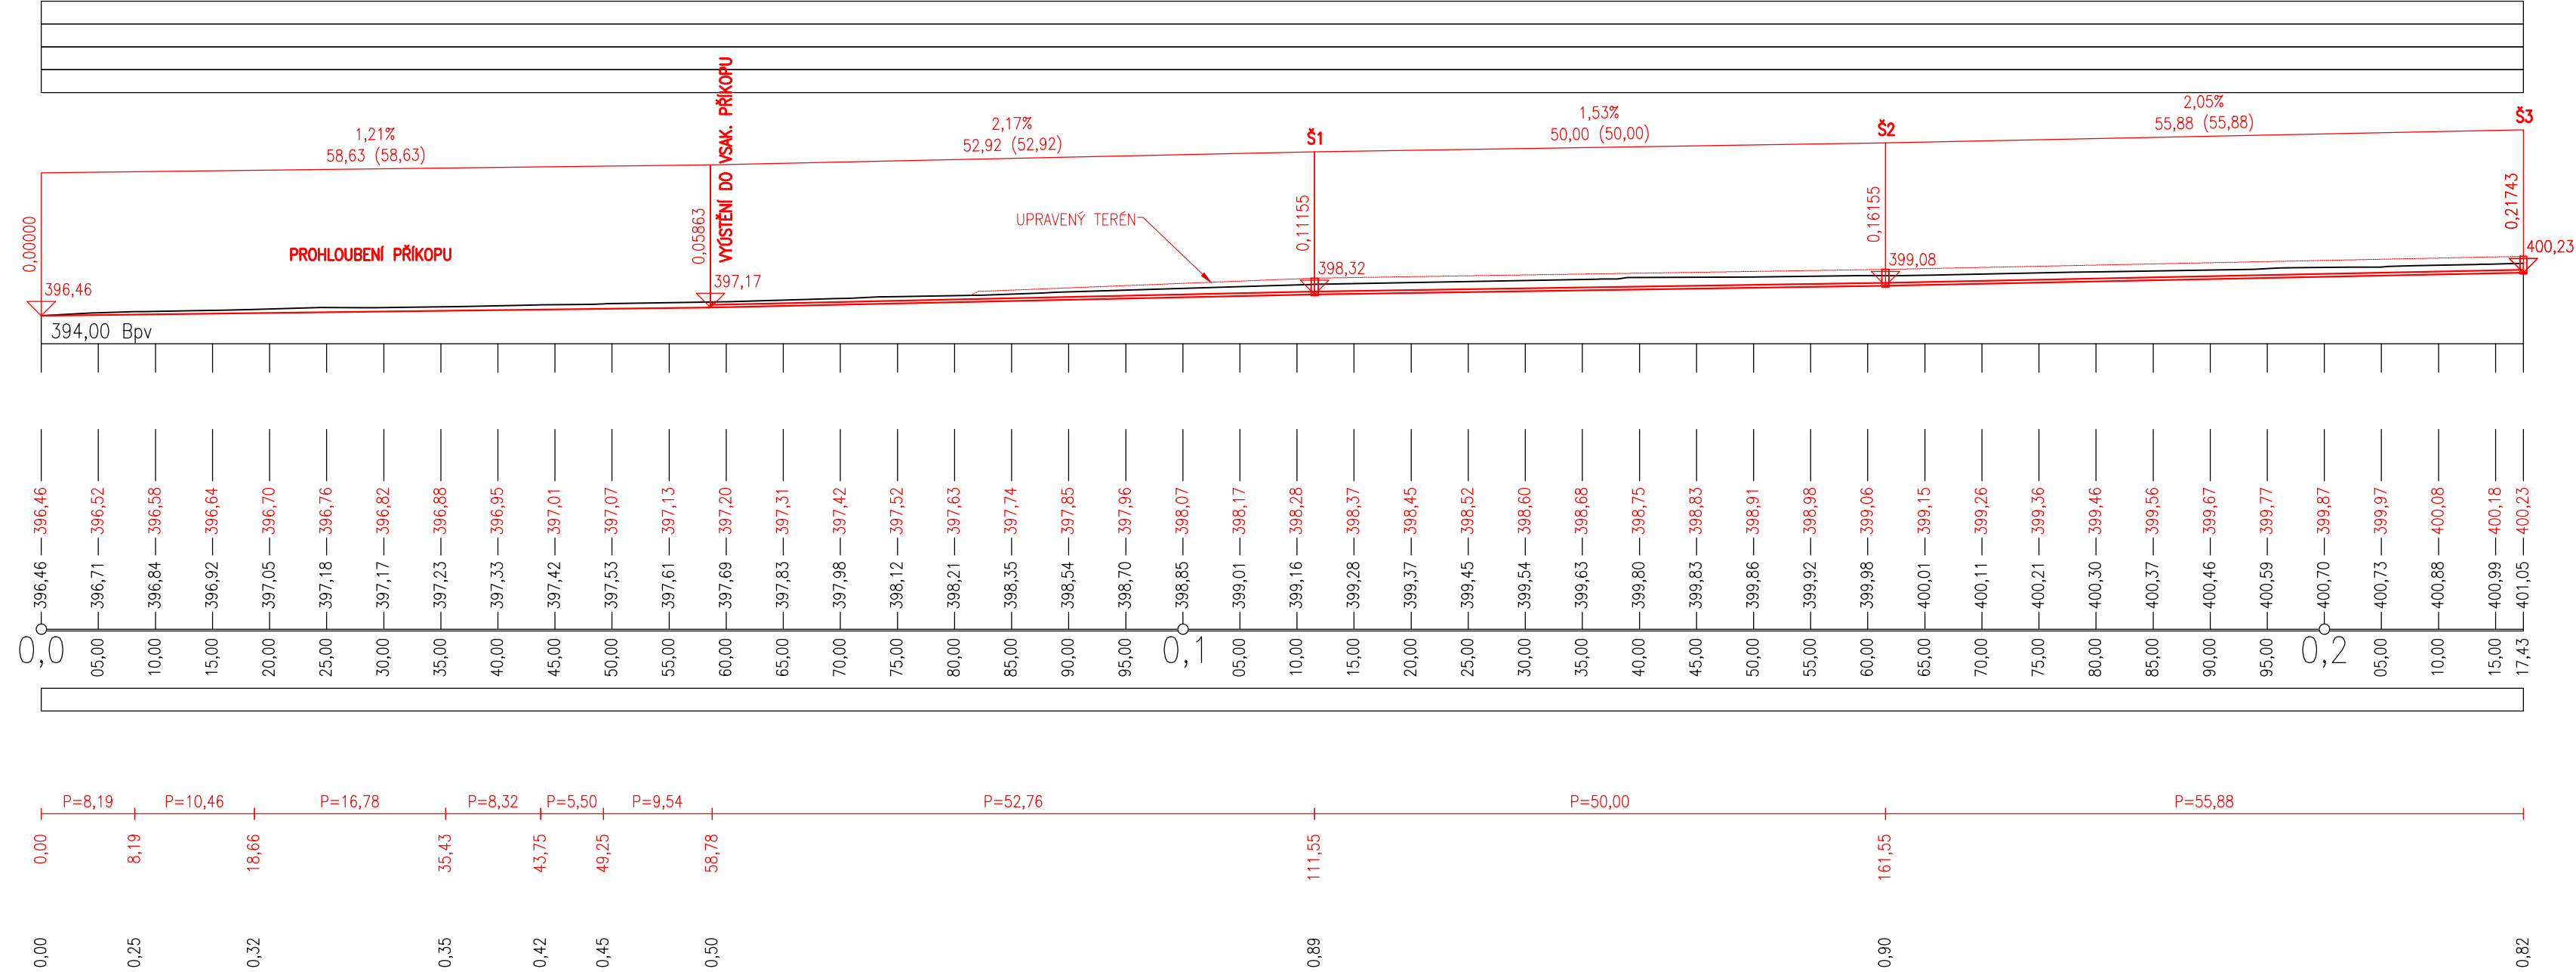 1,21%
58,63 (58,63)
2,17%
52,92 (52,92)
1,53%
50,00 (50,00)
2,05%
55,88 (55,88)
Š1
Š2
Š3
0,00000
396,46
PROHLOUBENÍ PŘÍKOPU
0,05863
VYÚSTĚNÍ DO VSAK. PŘÍKOPU
397,17
UPRAVENÝ TERÉN
0,11155
398,32
0,16155
399,08
0,21743
400,23
394,00 Bpv
396,46 396,52 396,58 396,64 396,70 396,76 396,82 396,88 396,95 397,01 397,07 397,13 397,20 397,31 397,42 397,52 397,63 397,74 397,85 397,96 398,07 398,17 398,28 398,37 398,45 398,52 398,60 398,68 398,75 398,83 398,91 398,98 399,06 399,15 399,26 399,36 399,46 399,56 399,67 399,77 399,87 399,97 400,08 400,18 400,23
396,46 396,71 396,84 396,92 397,05 397,18 397,17 397,23 397,33 397,42 397,53 397,61 397,69 397,83 397,98 398,12 398,21 398,35 398,54 398,70 398,85 399,01 399,16 399,28 399,37 399,45 399,54 399,63 399,80 399,83 399,86 399,92 399,98 400,01 400,11 400,21 400,30 400,37 400,46 400,59 400,70 400,73 400,88 400,99 401,05
0,0 05,00 10,00 15,00 20,00 25,00 30,00 35,00 40,00 45,00 50,00 55,00 60,00 65,00 70,00 75,00 80,00 85,00 90,00 95,00 0,1 05,00 10,00 15,00 20,00 25,00 30,00 35,00 40,00 45,00 50,00 55,00 60,00 65,00 70,00 75,00 80,00 85,00 90,00 95,00 0,2 05,00 10,00 15,00 17,43
P=8,19 P=10,46 P=16,78 P=8,32 P=5,50 P=9,54 P=52,76 P=50,00 P=55,88
0,00 8,19 18,66 35,43 43,75 49,25 58,78 111,55 161,55
0,00 0,25 0,32 0,35 0,42 0,45 0,50 0,89 0,90 0,82